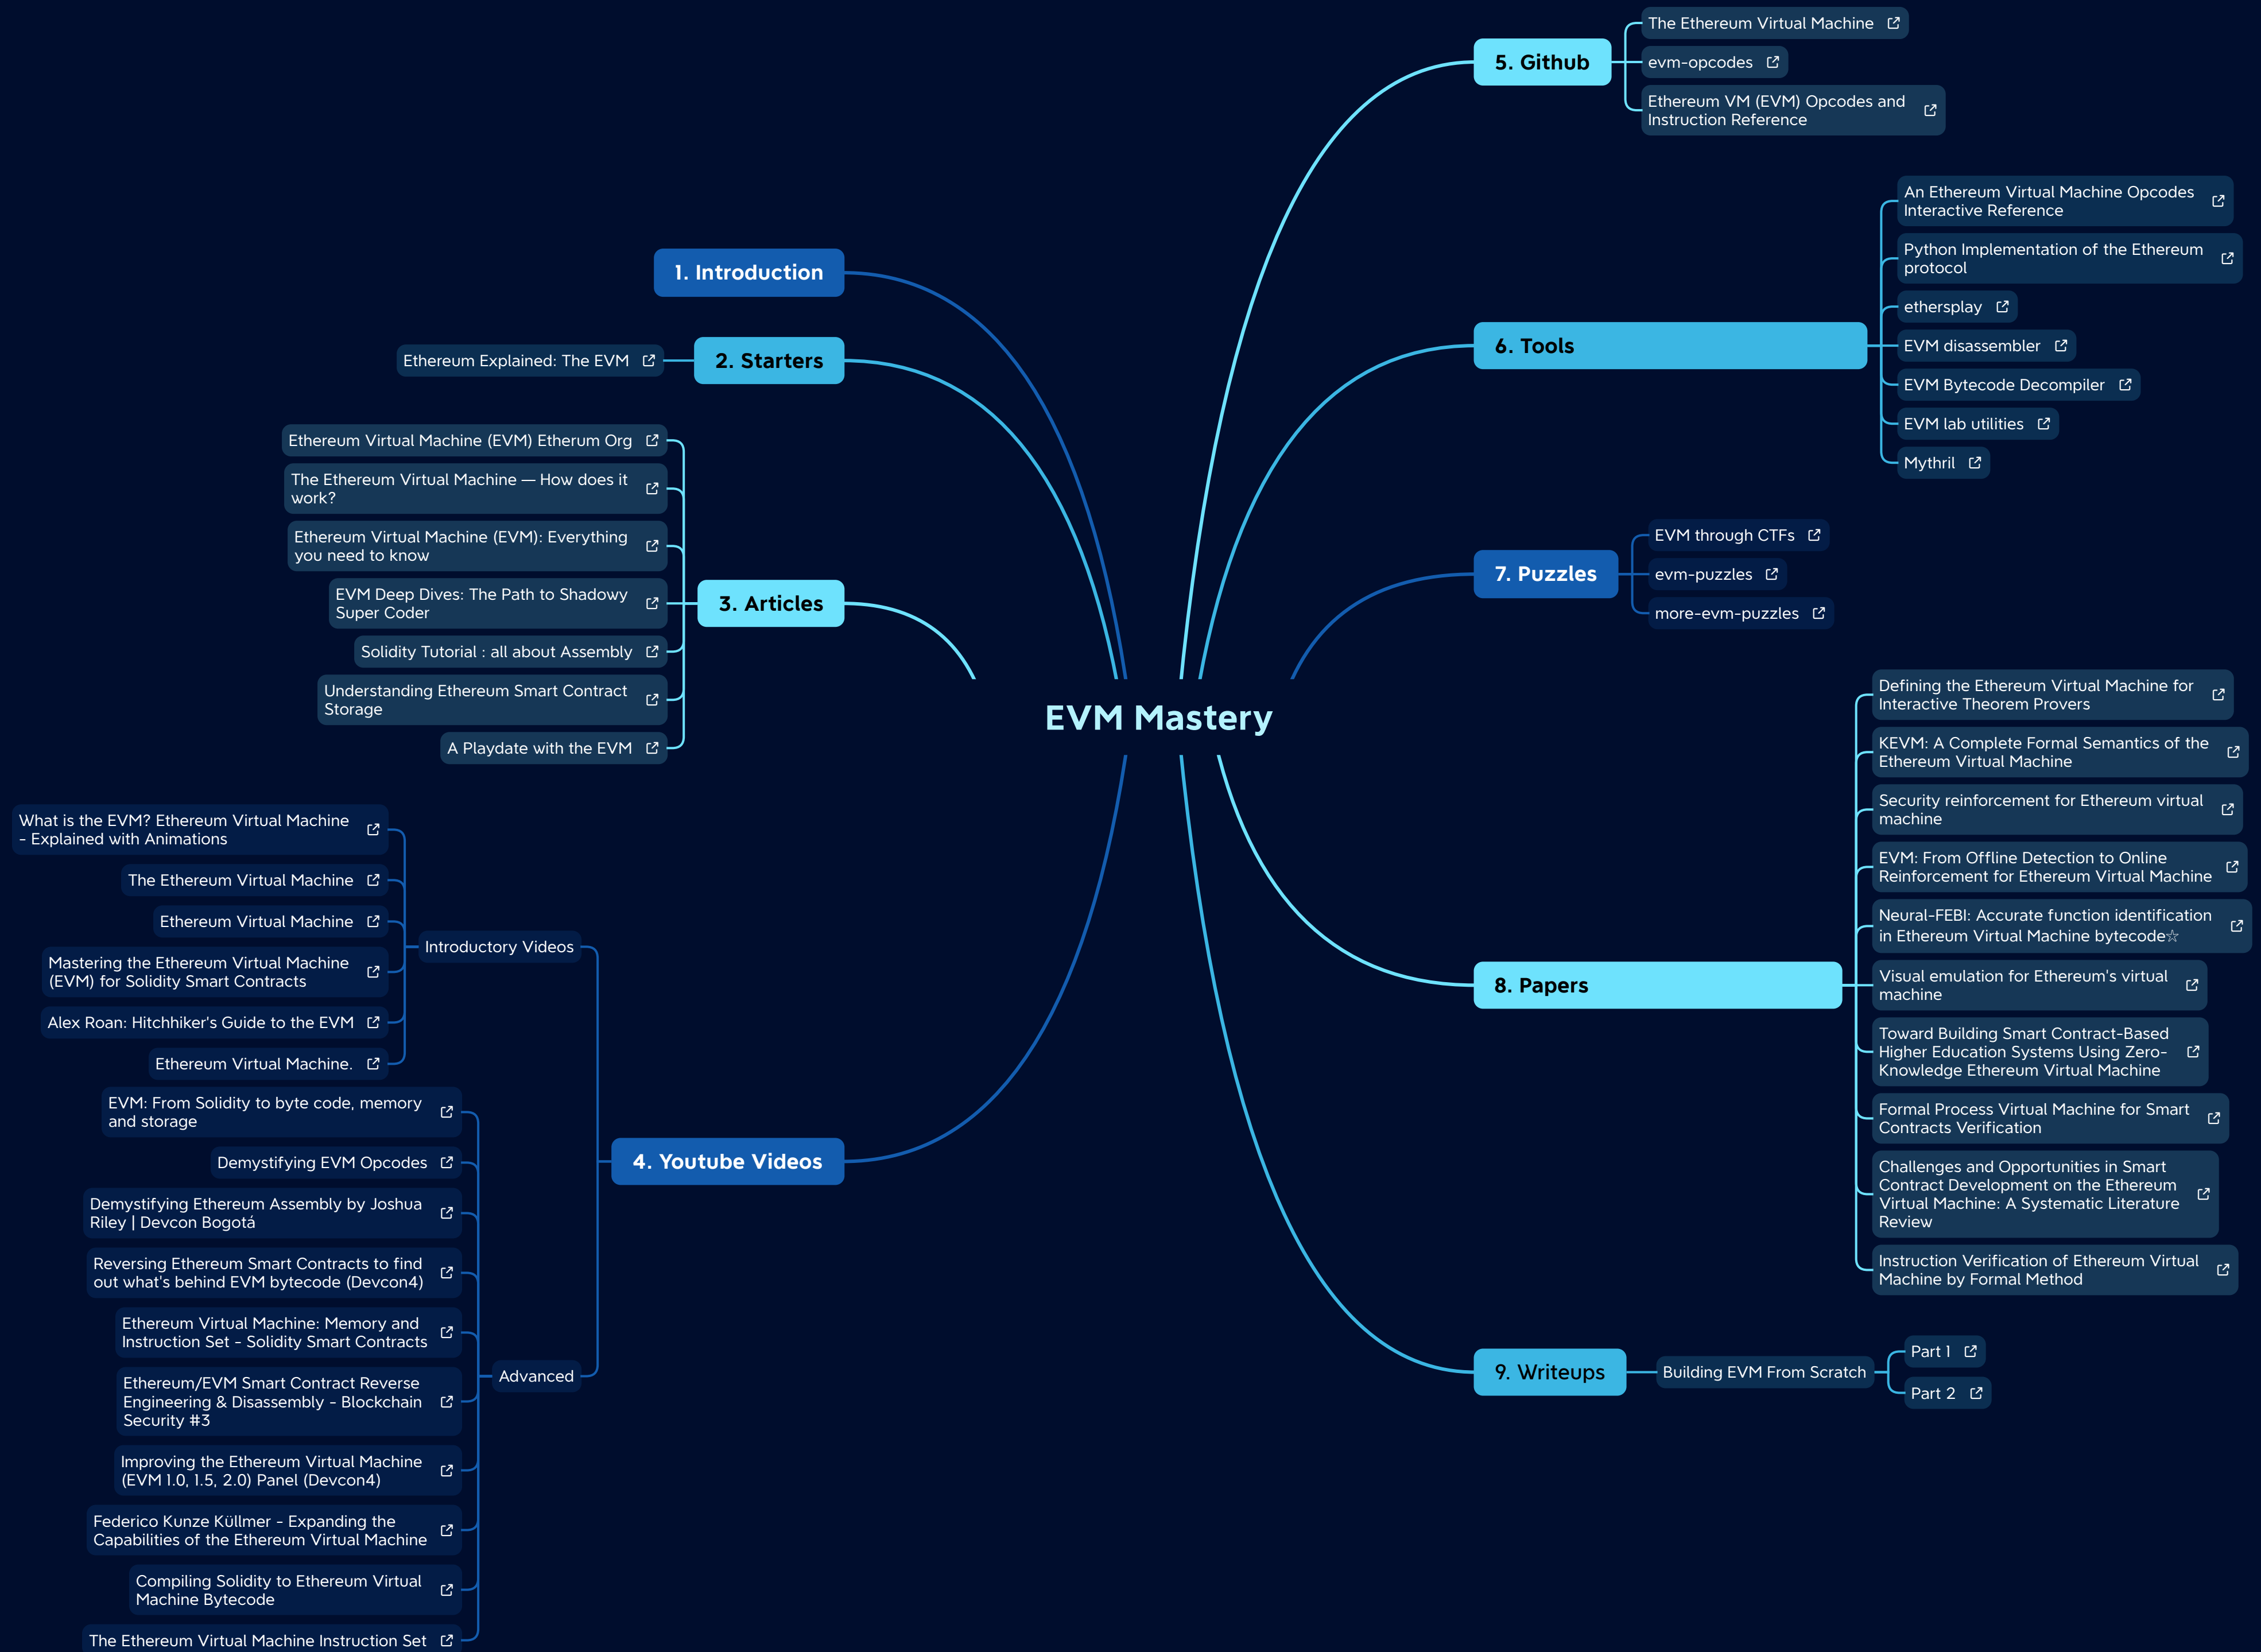 EVM Mastery
1. Introduction
2. Starters
Ethereum Explained: The EVM
3. Articles
Ethereum Virtual Machine (EVM) Etherum Org
The Ethereum Virtual Machine — How does it
work?
Ethereum Virtual Machine (EVM): Everything
you need to know
EVM Deep Dives: The Path to Shadowy
Super Coder
Solidity Tutorial : all about Assembly
Understanding Ethereum Smart Contract
Storage
A Playdate with the EVM
4. Youtube Videos
Introductory Videos
What is the EVM? Ethereum Virtual Machine
- Explained with Animations
The Ethereum Virtual Machine
Ethereum Virtual Machine
Mastering the Ethereum Virtual Machine
(EVM) for Solidity Smart Contracts
Alex Roan: Hitchhiker's Guide to the EVM
Ethereum Virtual Machine.
Advanced
EVM: From Solidity to byte code, memory
and storage
Demystifying EVM Opcodes
Demystifying Ethereum Assembly by Joshua
Riley | Devcon Bogotá
Reversing Ethereum Smart Contracts to find
out what's behind EVM bytecode (Devcon4)
Ethereum Virtual Machine: Memory and
Instruction Set - Solidity Smart Contracts
Ethereum/EVM Smart Contract Reverse
Engineering & Disassembly - Blockchain
Security #3
Improving the Ethereum Virtual Machine
(EVM 1.0, 1.5, 2.0) Panel (Devcon4)
Federico Kunze Küllmer - Expanding the
Capabilities of the Ethereum Virtual Machine
Compiling Solidity to Ethereum Virtual
Machine Bytecode
The Ethereum Virtual Machine Instruction Set
5. Github
The Ethereum Virtual Machine
evm-opcodes
Ethereum VM (EVM) Opcodes and
Instruction Reference
6. Tools
An Ethereum Virtual Machine Opcodes
Interactive Reference
Python Implementation of the Ethereum
protocol
ethersplay
EVM disassembler
EVM Bytecode Decompiler
EVM lab utilities
Mythril
7. Puzzles
EVM through CTFs
evm-puzzles
more-evm-puzzles
8. Papers
Defining the Ethereum Virtual Machine for
Interactive Theorem Provers
KEVM: A Complete Formal Semantics of the
Ethereum Virtual Machine
Security reinforcement for Ethereum virtual
machine
EVM: From Offline Detection to Online
Reinforcement for Ethereum Virtual Machine
Neural-FEBI: Accurate function identification
in Ethereum Virtual Machine bytecode☆
Visual emulation for Ethereum's virtual
machine
Toward Building Smart Contract-Based
Higher Education Systems Using Zero-
Knowledge Ethereum Virtual Machine
Formal Process Virtual Machine for Smart
Contracts Verification
Challenges and Opportunities in Smart
Contract Development on the Ethereum
Virtual Machine: A Systematic Literature
Review
Instruction Verification of Ethereum Virtual
Machine by Formal Method
9. Writeups
Building EVM From Scratch
Part 1
Part 2